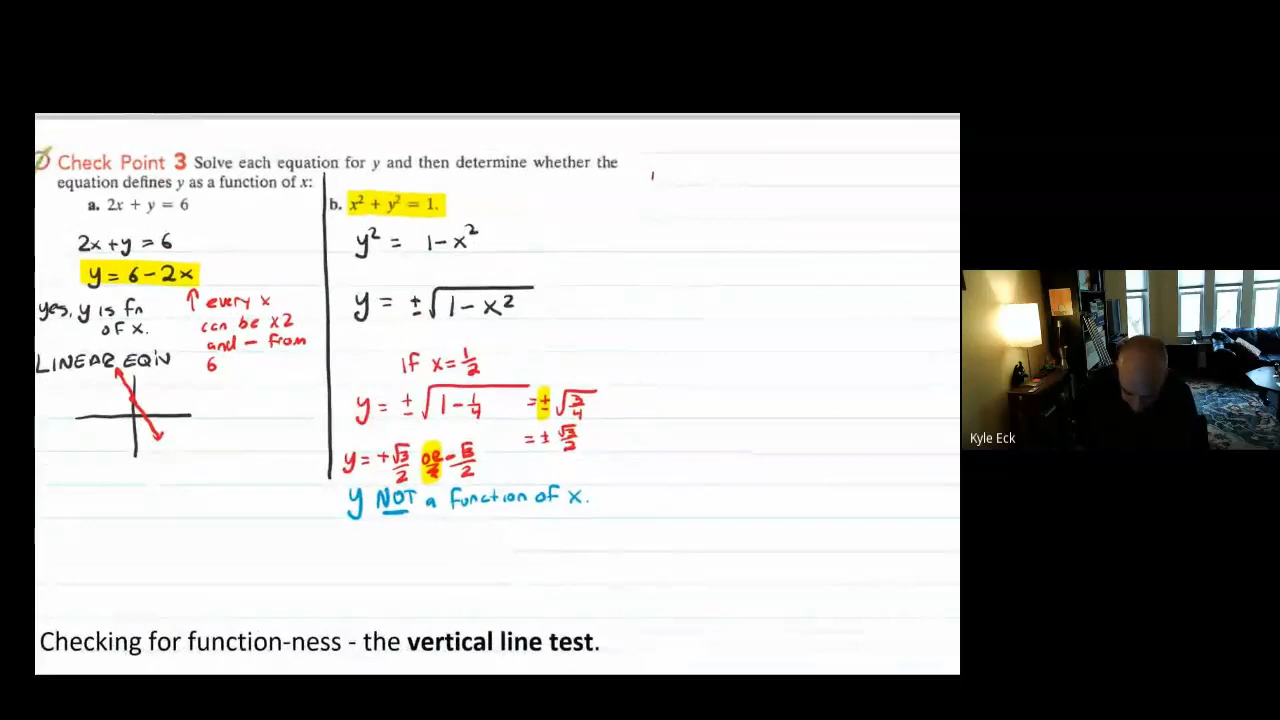 Check Point 3 Solve each equation for y and then determine whether the
equation defines y as a function of x:
a. 2x + y = 6
2x + y = 6
y = 6 - 2x
yes, y is fn
of x.
↑ every x
can be x2
and - from
6
LINEAR EQ'N
b. x² + y² = 1.
y² = 1 - x²
y = ± √(1 - x²)
if x = 1/2
y = ± √(1 - 1/4) = ± √(3/4)
= ± √3/2
y = + √3/2 or - √3/2
y NOT a function of x.
Checking for function-ness - the vertical line test.
Kyle Eck